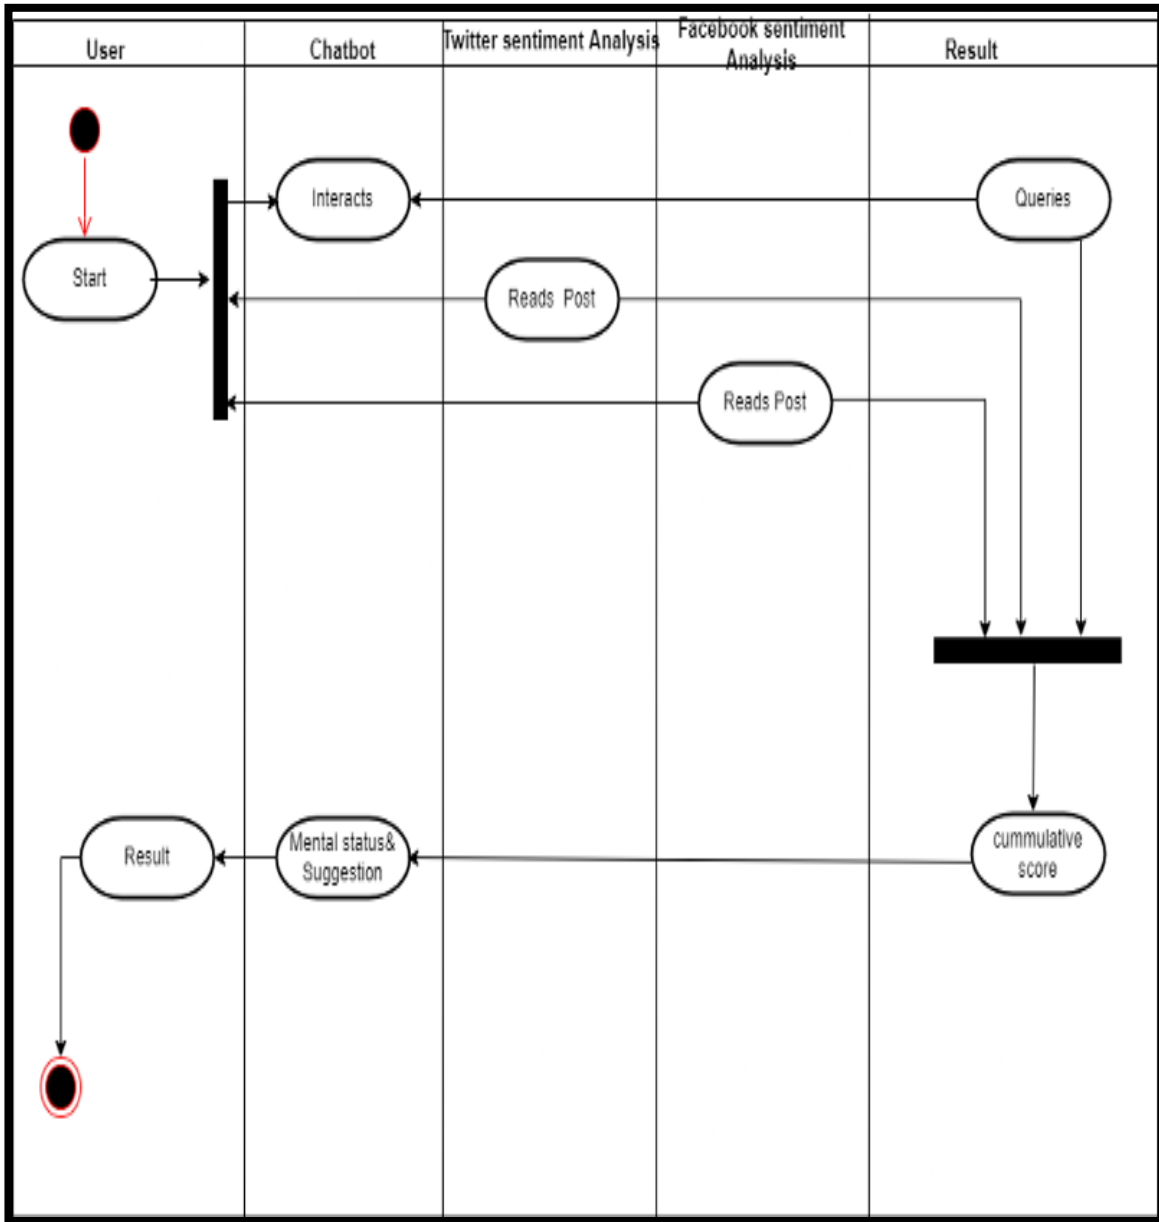 User
Chatbot
Twitter sentiment Analysis
Facebook sentiment
Analysis
Result
Interacts
Queries
Start
Reads Post
Reads Post
Result
Mental status&
Suggestion
cummulative
score